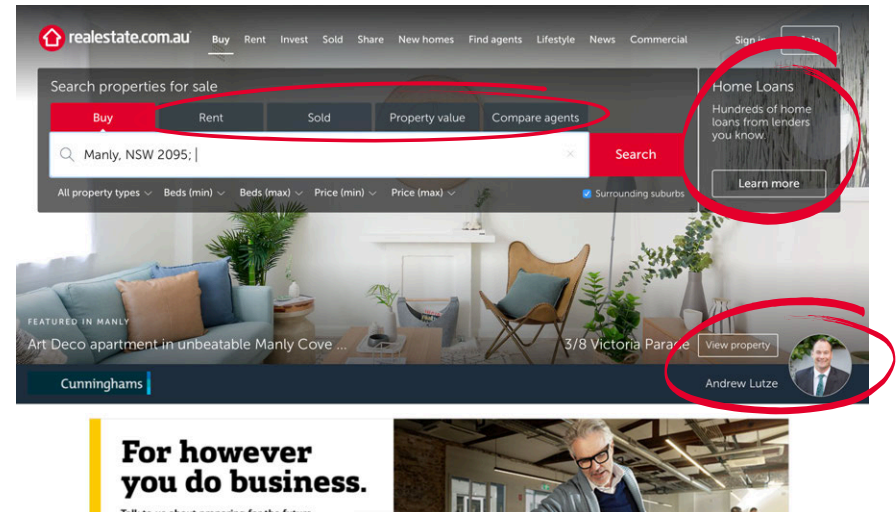 realestate.com.au Buy Rent Invest Sold Share New homes Find agents Lifestyle News Commercial Sign in Join
Search properties for sale
Buy Rent Sold Property value Compare agents
Manly, NSW 2095; Search
All property types Beds (min) Beds (max) Price (min) Price (max) Surrounding suburbs
Home Loans
Hundreds of home
loans from lenders
you know.
Learn more
FEATURED IN MANLY
Art Deco apartment in unbeatable Manly Cove ... 3/8 Victoria Parade View property
Cunninghams Andrew Lutze
For however
you do business.